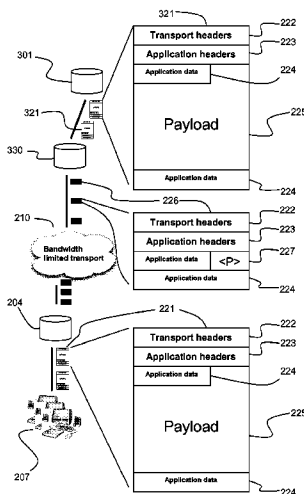 321
Transport headers
222
Application headers
223
Application data
224
Payload
225
Application data
224
301
321
330
226
210
Bandwidth
limited transport
Transport headers
222
Application headers
223
Application data
<P>
227
Application data
224
204
221
Transport headers
222
Application headers
223
Application data
224
Payload
225
Application data
224
207